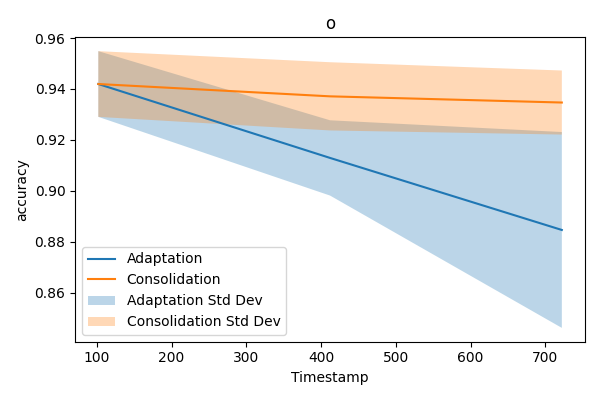 o
0.96
0.94
0.92
0.90
0.88
0.86
accuracy
Adaptation
Consolidation
Adaptation Std Dev
Consolidation Std Dev
100 200 300 400 500 600 700
Timestamp